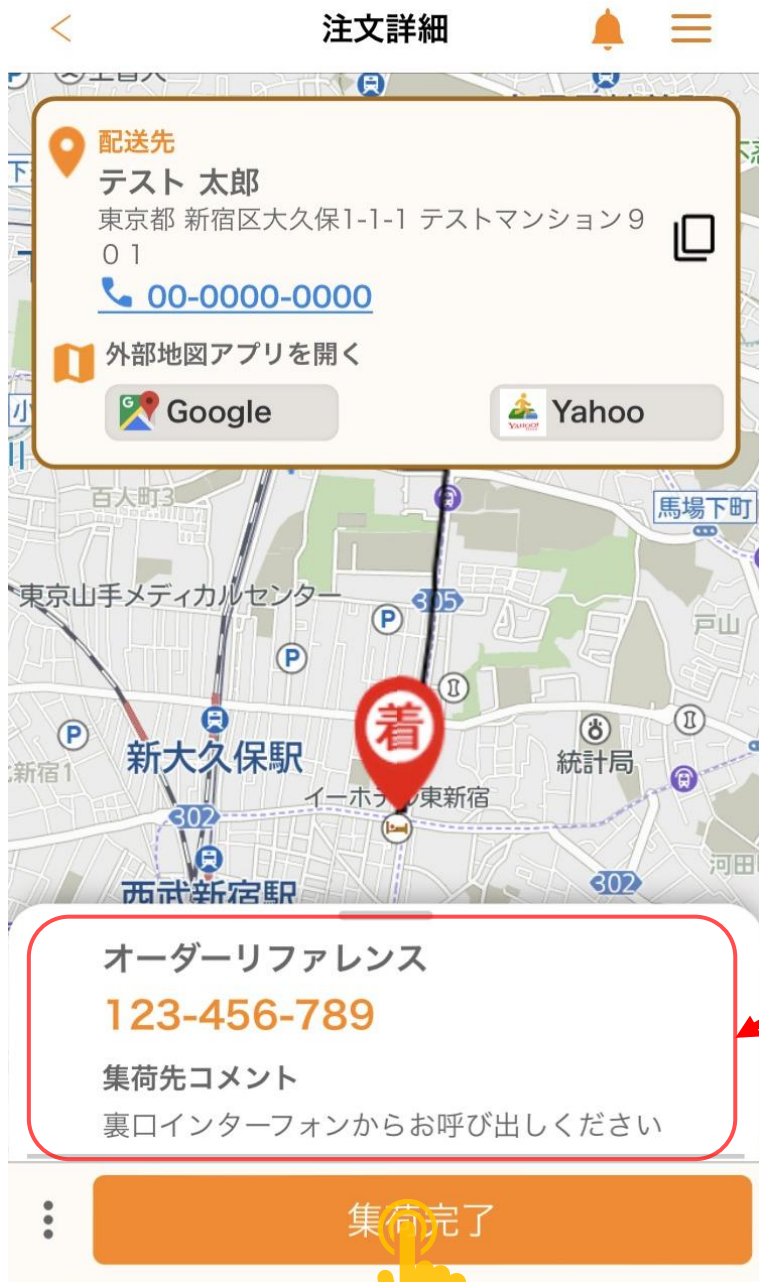 注文詳細
配送先
テスト 太郎
東京都 新宿区大久保1-1-1 テストマンション９
０１
00-0000-0000
外部地図アプリを開く
Google
Yahoo
百人町3
馬場下町
東京山手メディカルセンター
305
戸山
着
新大久保駅
統計局
新宿1
イーホテル東新宿
302
302
西武新宿駅
オーダーリファレンス
123-456-789
集荷先コメント
裏口インターフォンからお呼び出しください
集荷完了